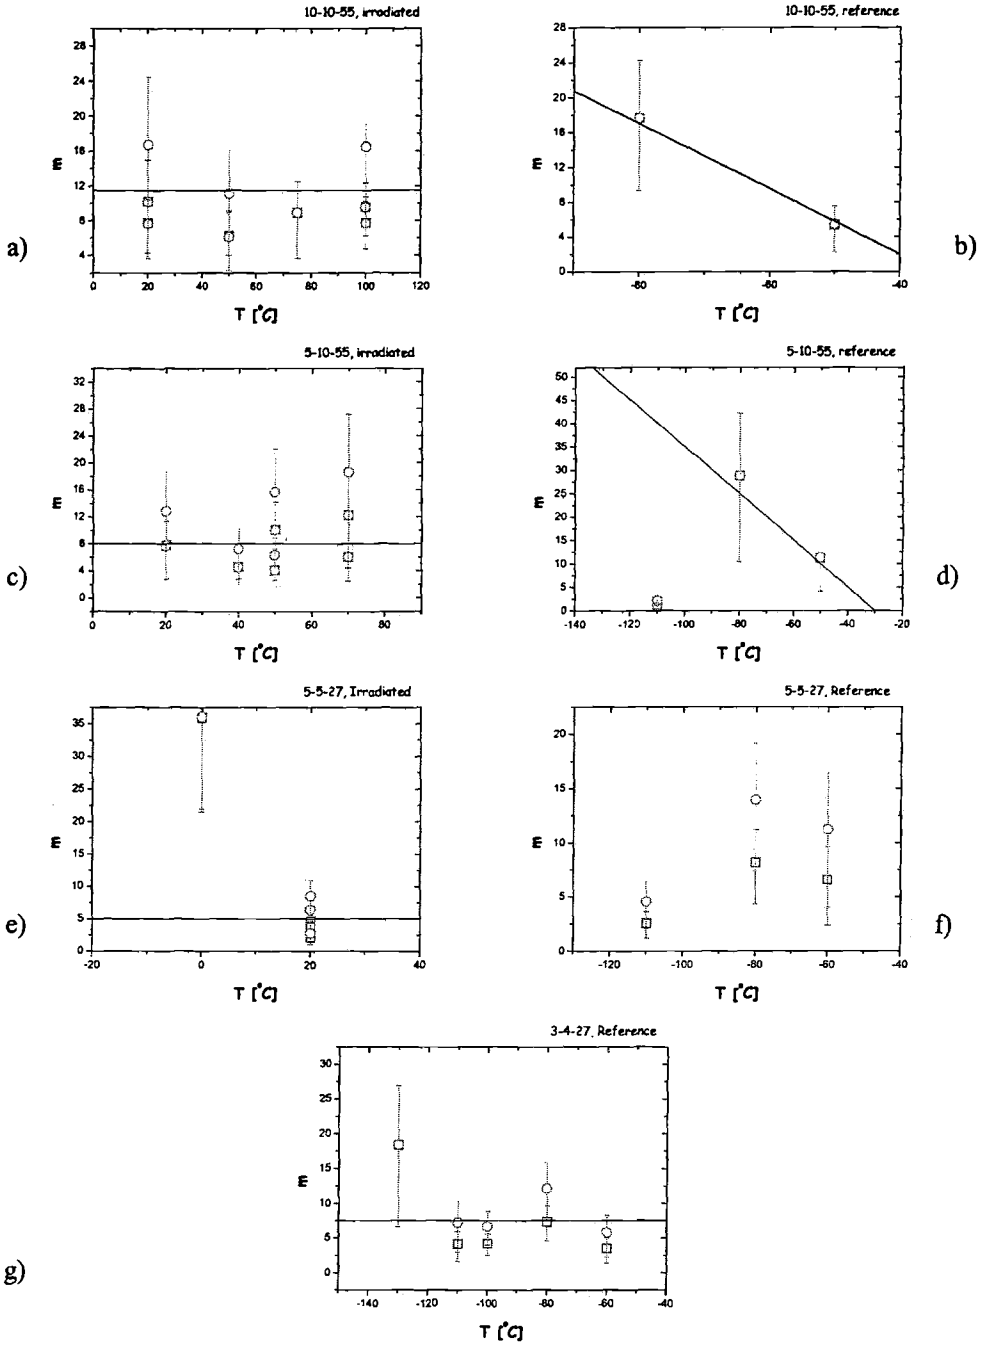 10-10-55, irradiated
28
24
20
16
12
8
4
m
0 20 40 60 80 100 120
T [°C]
a)
10-10-55, reference
28
24
20
16
12
8
4
0
m
-80 -60 -40
T [°C]
b)
5-10-55, irradiated
32
28
24
20
16
12
8
4
0
m
0 20 40 60 80
T [°C]
c)
5-10-55, reference
50
45
40
35
30
25
20
15
10
5
0
m
-140 -120 -100 -80 -60 -40 -20
T [°C]
d)
5-5-27, Irradiated
35
30
25
20
15
10
5
0
m
-20 0 20 40
T [°C]
e)
5-5-27, Reference
20
15
10
5
0
m
-120 -100 -80 -60 -40
T [°C]
f)
3-4-27, Reference
30
25
20
15
10
5
0
m
-140 -120 -100 -80 -60 -40
T [°C]
g)